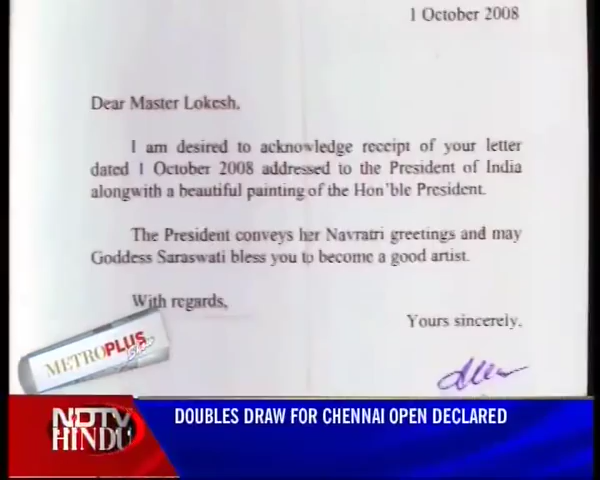 1 October 2008
Dear Master Lokesh,
I am desired to acknowledge receipt of your letter
dated 1 October 2008 addressed to the President of India
alongwith a beautiful painting of the Hon'ble President.
The President conveys her Navratri greetings and may
Goddess Saraswati bless you to become a good artist.
With regards,
Yours sincerely,
METROPLUS
NDTV
HINDU
DOUBLES DRAW FOR CHENNAI OPEN DECLARED